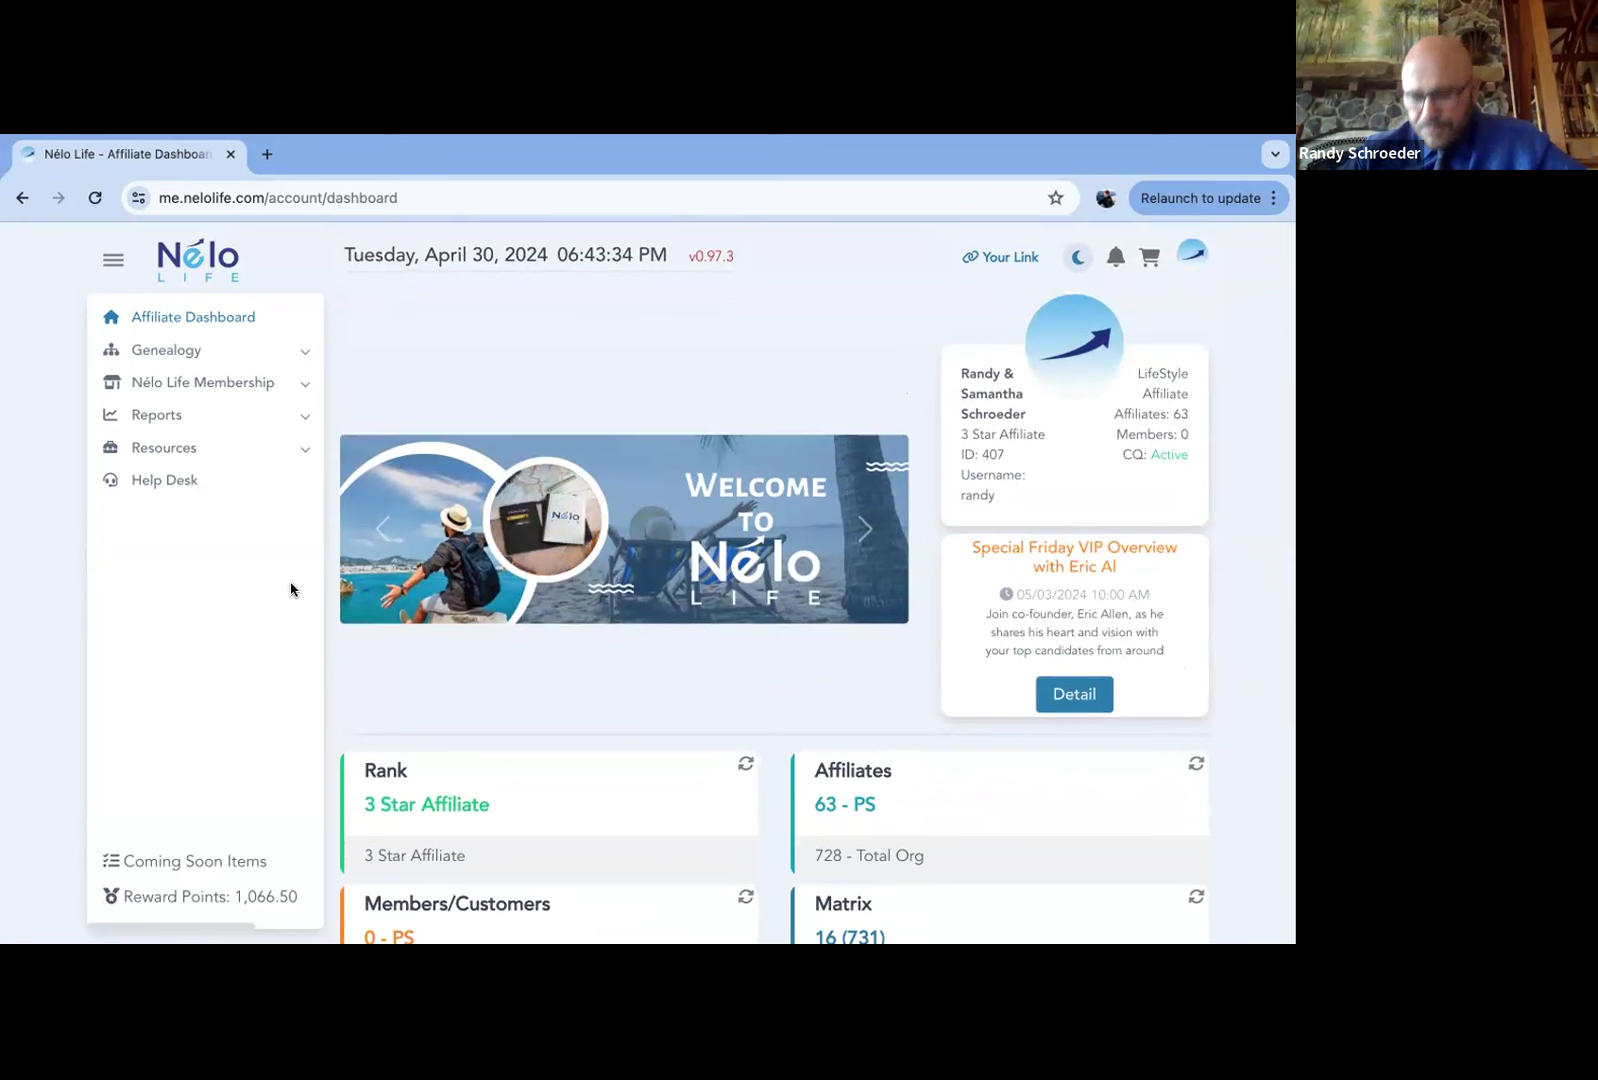 Nélo Life - Affiliate Dashboar
me.nelolife.com/account/dashboard
Relaunch to update
Randy Schroeder
Nélo
LIFE
Tuesday, April 30, 2024 06:43:34 PM v0.97.3
Your Link
Affiliate Dashboard
Genealogy
Nélo Life Membership
Reports
Resources
Help Desk
Coming Soon Items
Reward Points: 1,066.50
WELCOME
TO
Nélo
LIFE
Nélo
Randy &
Samantha
Schroeder
3 Star Affiliate
ID: 407
Username:
randy
LifeStyle
Affiliate
Affiliates: 63
Members: 0
CQ: Active
Special Friday VIP Overview
with Eric Al
05/03/2024 10:00 AM
Join co-founder, Eric Allen, as he
shares his heart and vision with
your top candidates from around
Detail
Rank
3 Star Affiliate
3 Star Affiliate
Affiliates
63 - PS
728 - Total Org
Members/Customers
0 - PS
Matrix
16 (731)